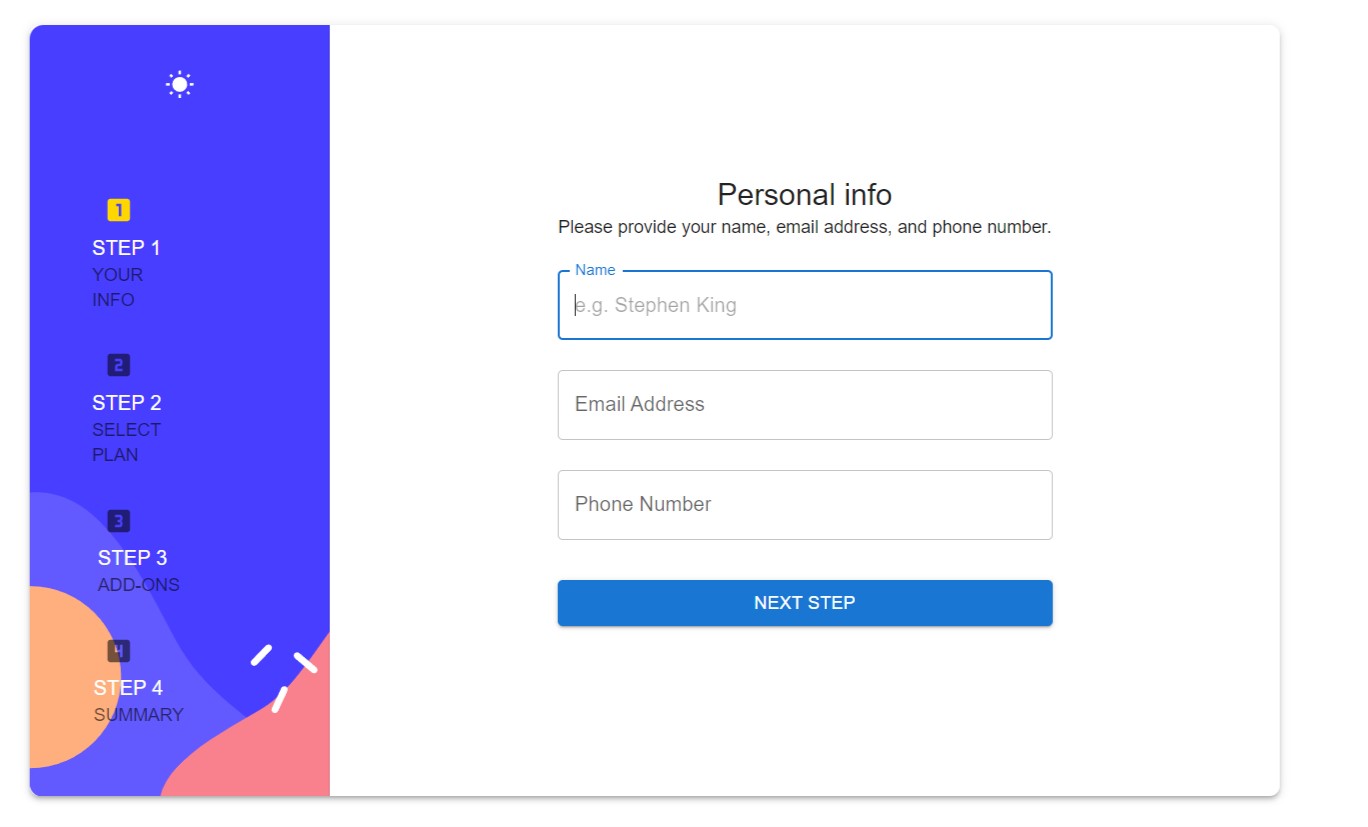 1
STEP 1
YOUR
INFO
2
STEP 2
SELECT
PLAN
3
STEP 3
ADD-ONS
4
STEP 4
SUMMARY
Personal info
Please provide your name, email address, and phone number.
Name
e.g. Stephen King
Email Address
Phone Number
NEXT STEP